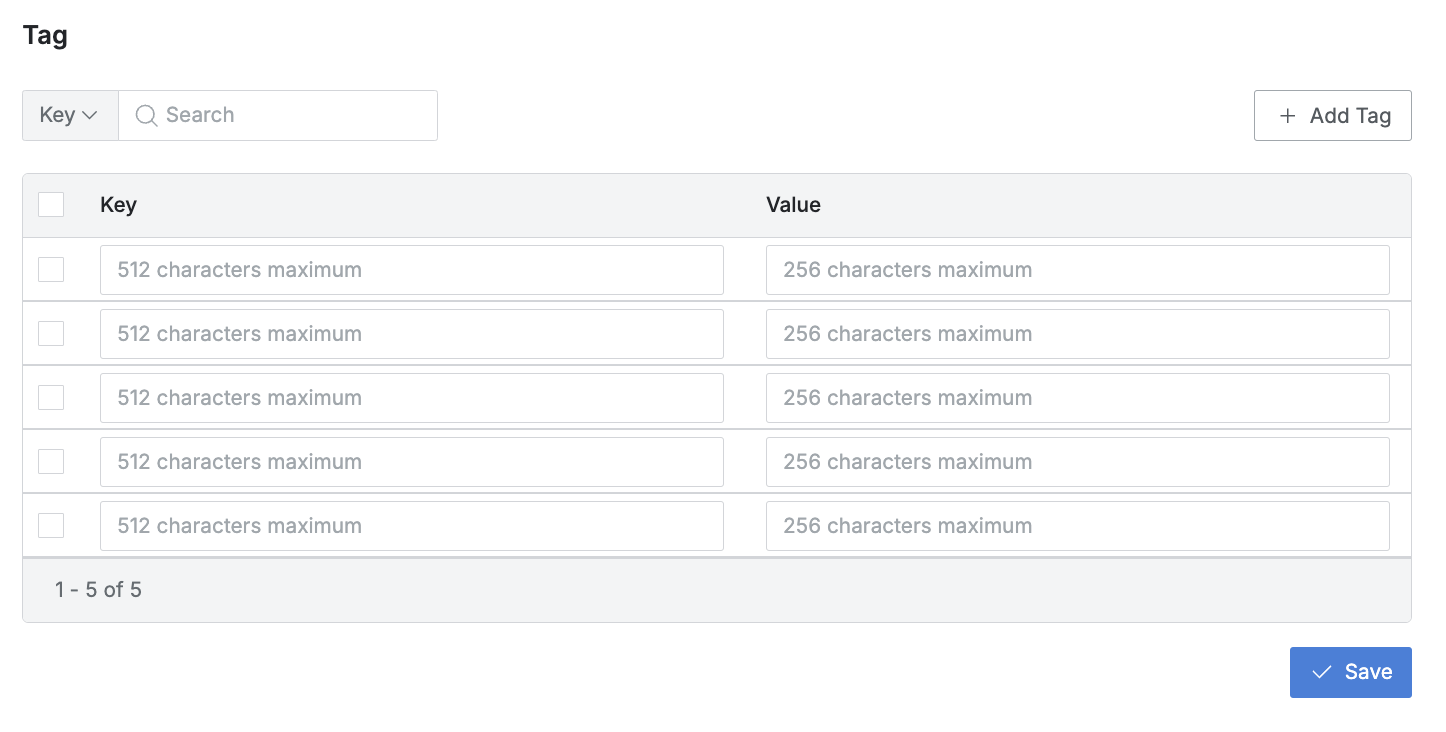 Tag
Key Search + Add Tag
Key Value
512 characters maximum 256 characters maximum
512 characters maximum 256 characters maximum
512 characters maximum 256 characters maximum
512 characters maximum 256 characters maximum
512 characters maximum 256 characters maximum
1 - 5 of 5
Save